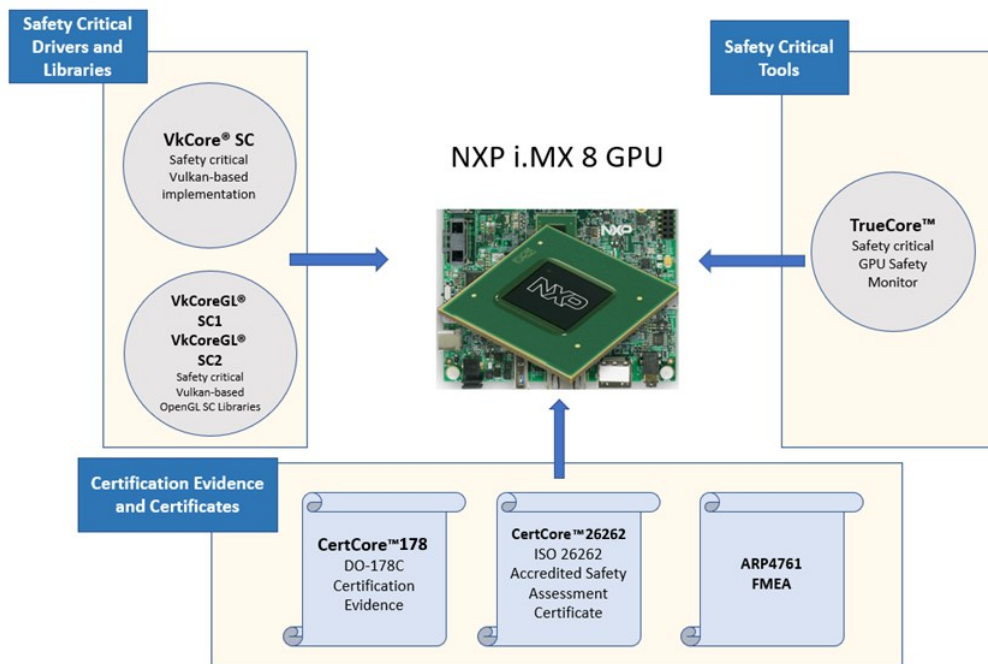 Safety Critical
Drivers and
Libraries
VkCore® SC
Safety critical
Vulkan-based
implementation
VkCoreGL®
SC1
VkCoreGL®
SC2
Safety critical
Vulkan-based
OpenGL SC Libraries
NXP i.MX 8 GPU
NXP
NXP
Safety Critical
Tools
TrueCore™
Safety critical
GPU Safety
Monitor
Certification Evidence
and Certificates
CertCore™178
DO-178C
Certification
Evidence
CertCore™26262
ISO 26262
Accredited Safety
Assessment
Certificate
ARP4761
FMEA